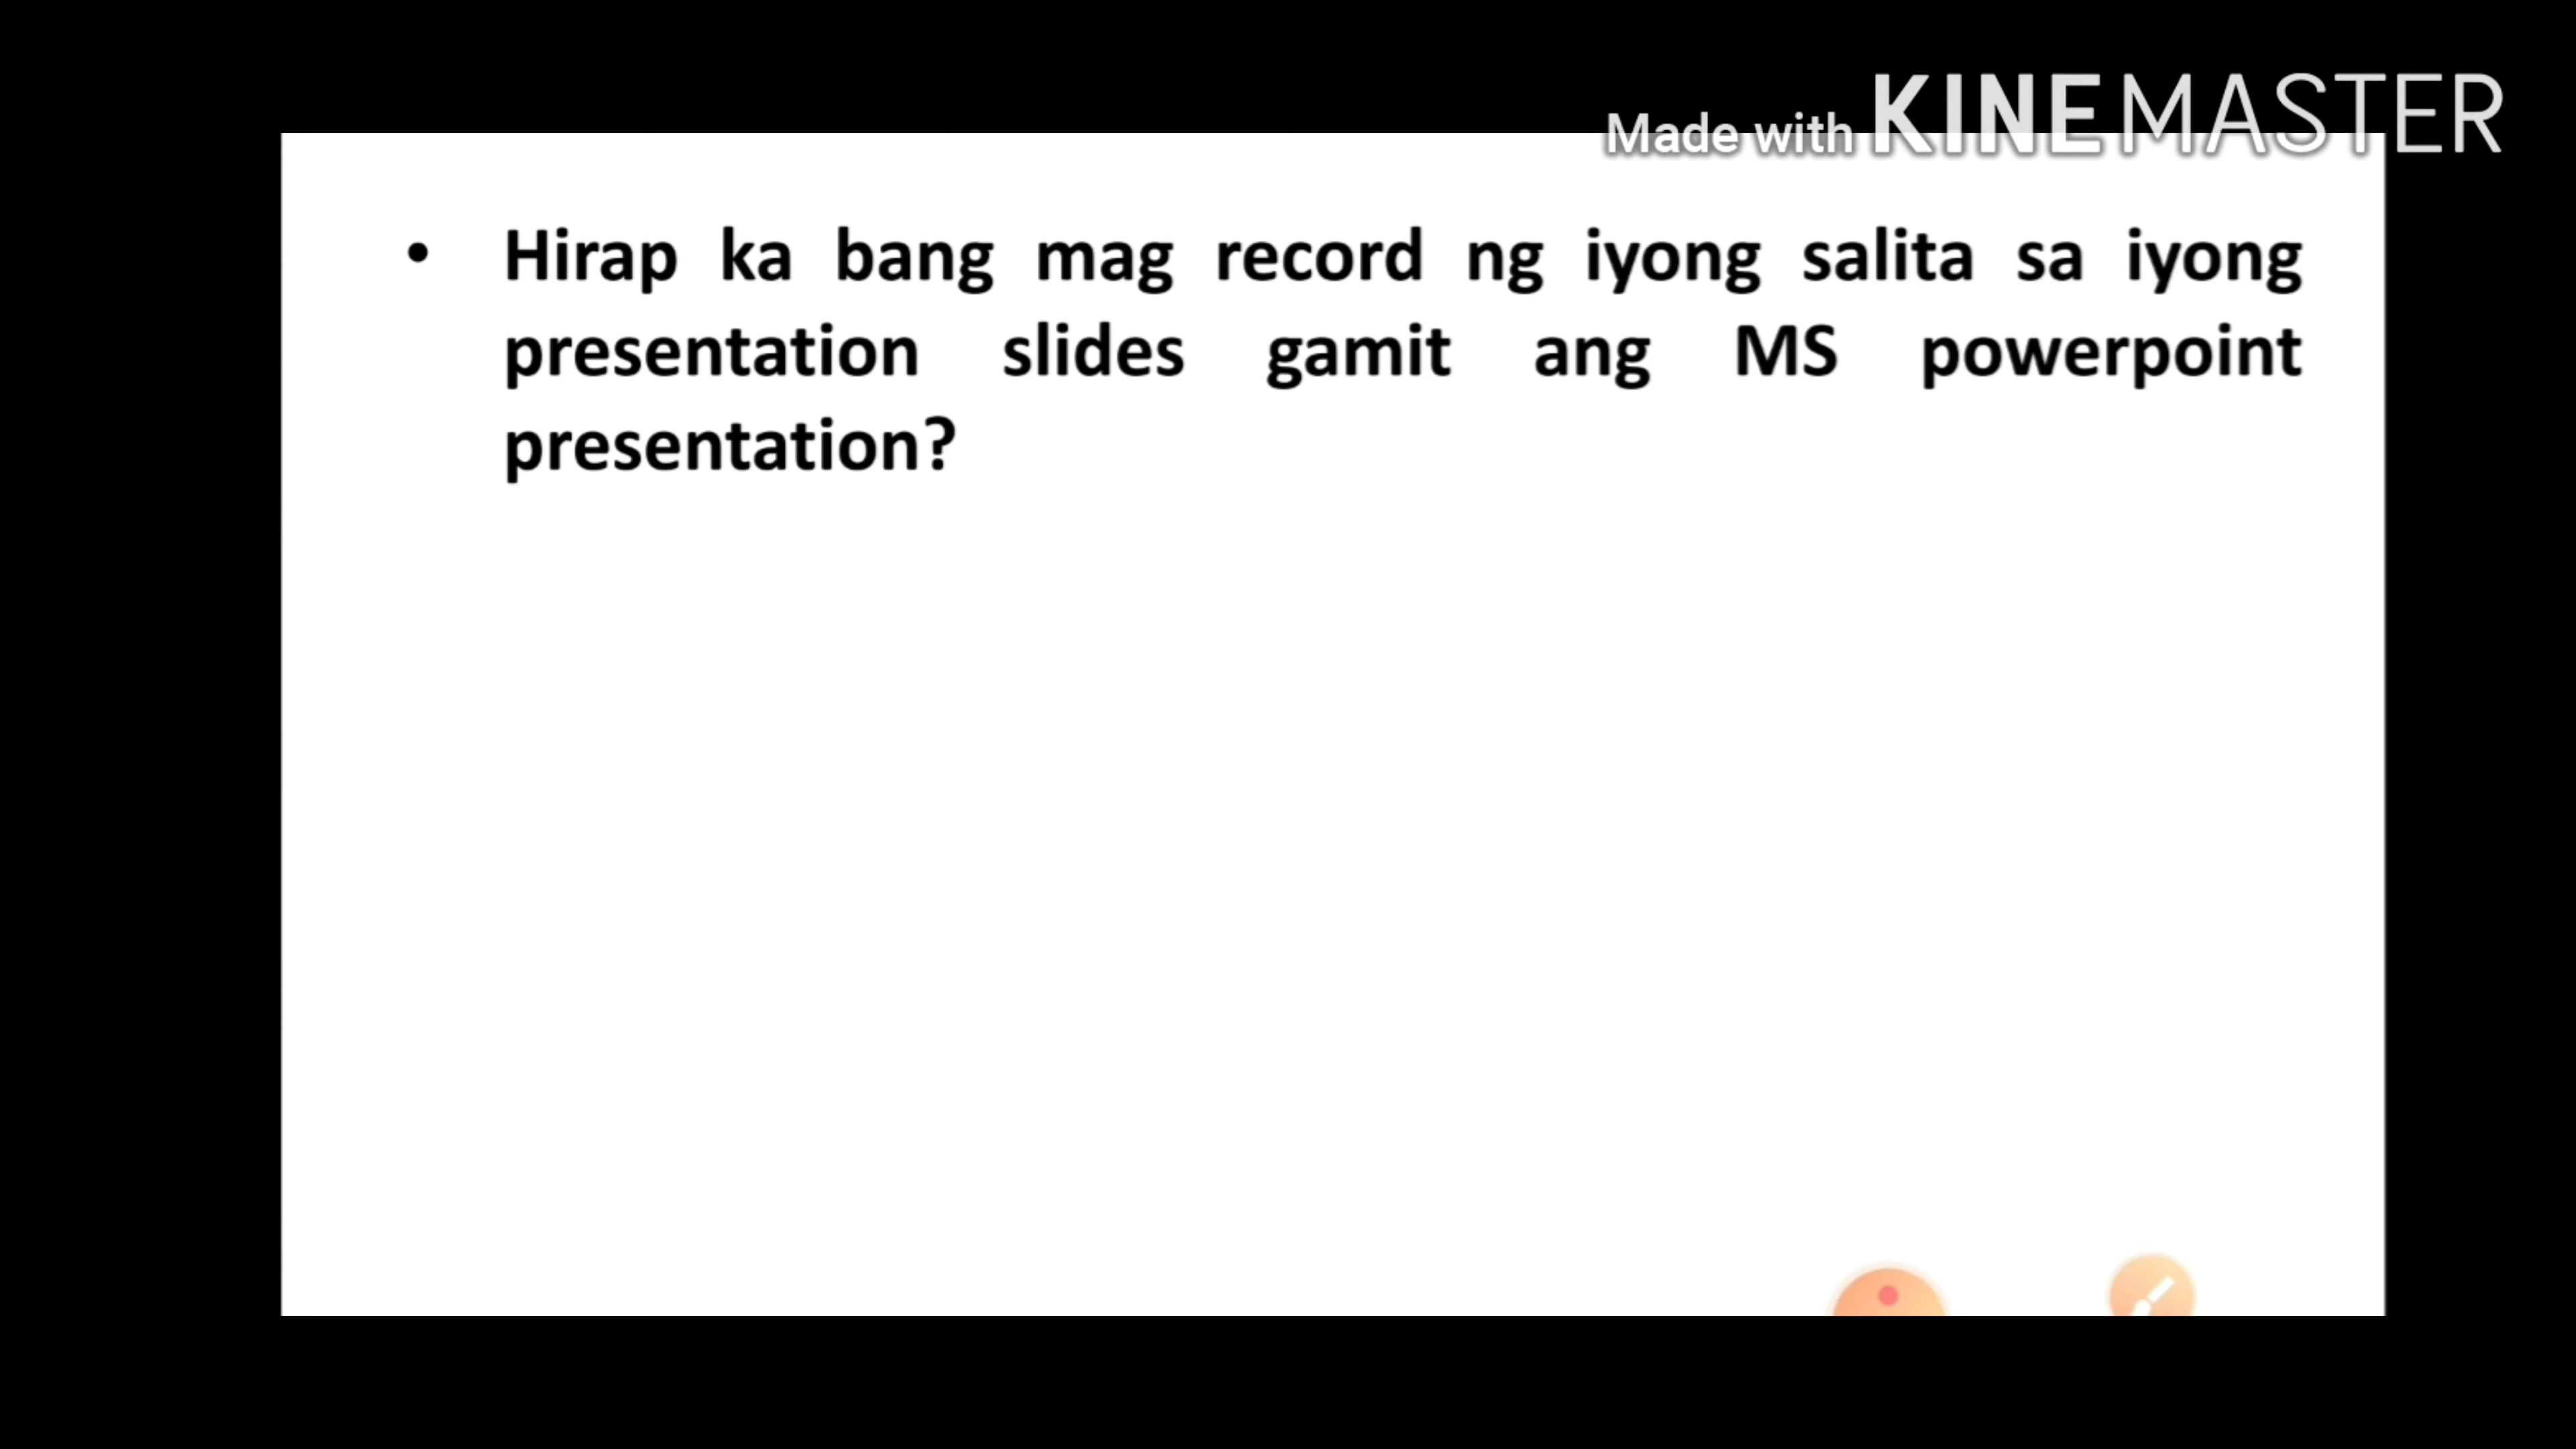 Made with KINEMASTER
• Hirap ka bang mag record ng iyong salita sa iyong
presentation slides gamit ang MS powerpoint
presentation?